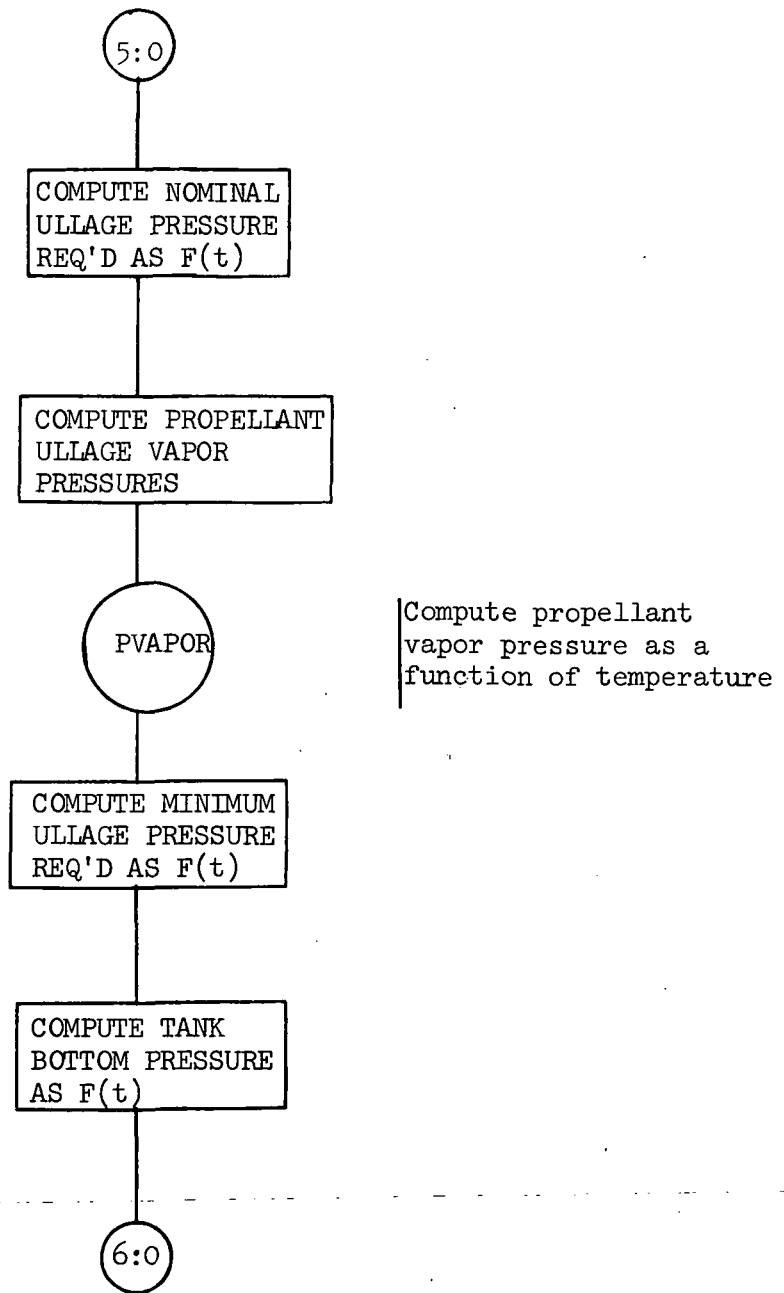 5:0
COMPUTE NOMINAL
ULLAGE PRESSURE
REQ'D AS F(t)
COMPUTE PROPELLANT
ULLAGE VAPOR
PRESSURES
PVAPOR
Compute propellant
vapor pressure as a
function of temperature
COMPUTE MINIMUM
ULLAGE PRESSURE
REQ'D AS F(t)
COMPUTE TANK
BOTTOM PRESSURE
AS F(t)
6:0